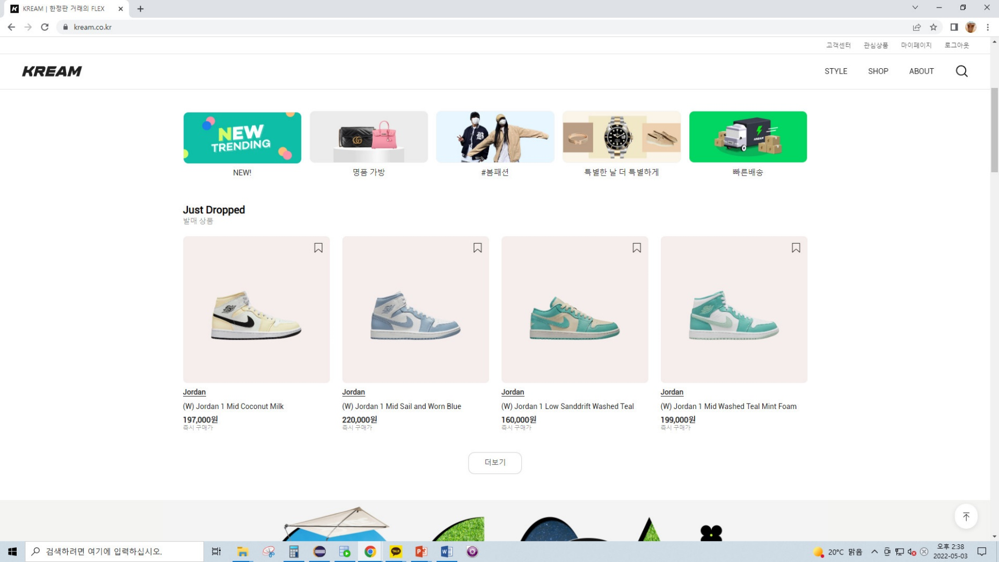 KREAM | 한정판 거래의 FLEX
kream.co.kr
고객센터 관심상품 마이페이지 로그아웃
KREAM
STYLE SHOP ABOUT
NEW
TRENDING
KREAM
NEW!
명품 가방
#봄패션
특별한 날 더 특별하게
빠른배송
Just Dropped
발매 상품
Jordan
(W) Jordan 1 Mid Coconut Milk
197,000원
즉시 구매가
Jordan
(W) Jordan 1 Mid Sail and Worn Blue
220,000원
즉시 구매가
Jordan
(W) Jordan 1 Low Sanddrift Washed Teal
160,000원
즉시 구매가
Jordan
(W) Jordan 1 Mid Washed Teal Mint Foam
199,000원
즉시 구매가
더보기
검색하려면 여기에 입력하십시오.
TALK
20°C 맑음
오후 2:38
2022-05-03